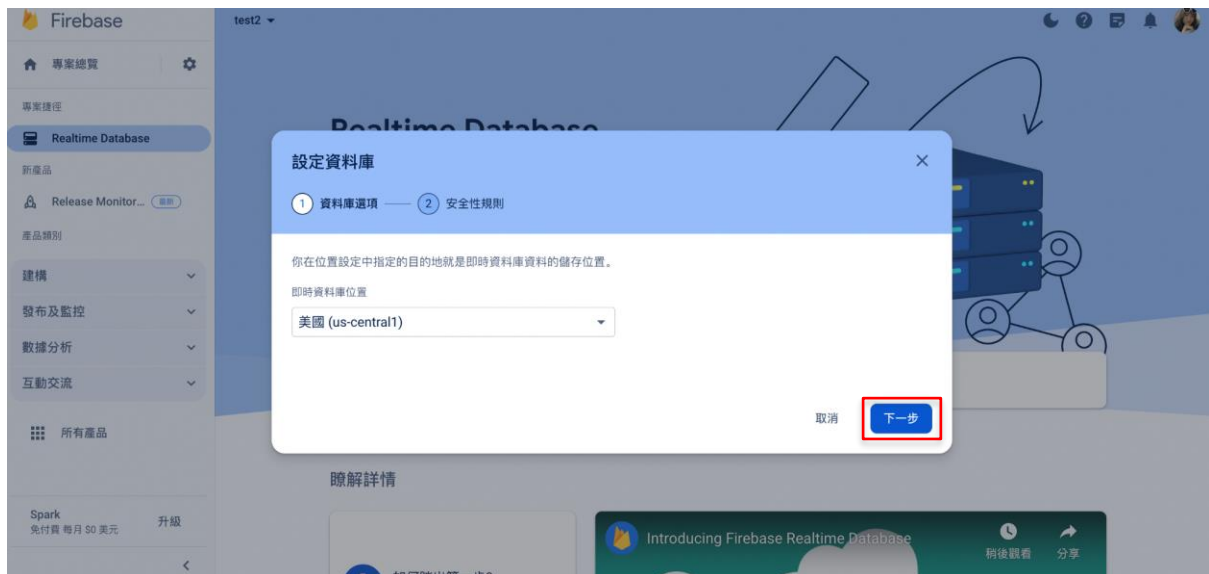 Firebase
test2
專案總覽
專案捷徑
Realtime Database
新產品
Release Monitor... 最新
產品類別
建構
發布及監控
數據分析
互動交流
所有產品
Spark
免付費 每月 $0 美元
升級
Realtime Database
設定資料庫
1 資料庫選項
2 安全性規則
你在位置設定中指定的目的地就是即時資料庫資料的儲存位置。
即時資料庫位置
美國 (us-central1)
取消
下一步
瞭解詳情
Introducing Firebase Realtime Database
稍後觀看
分享